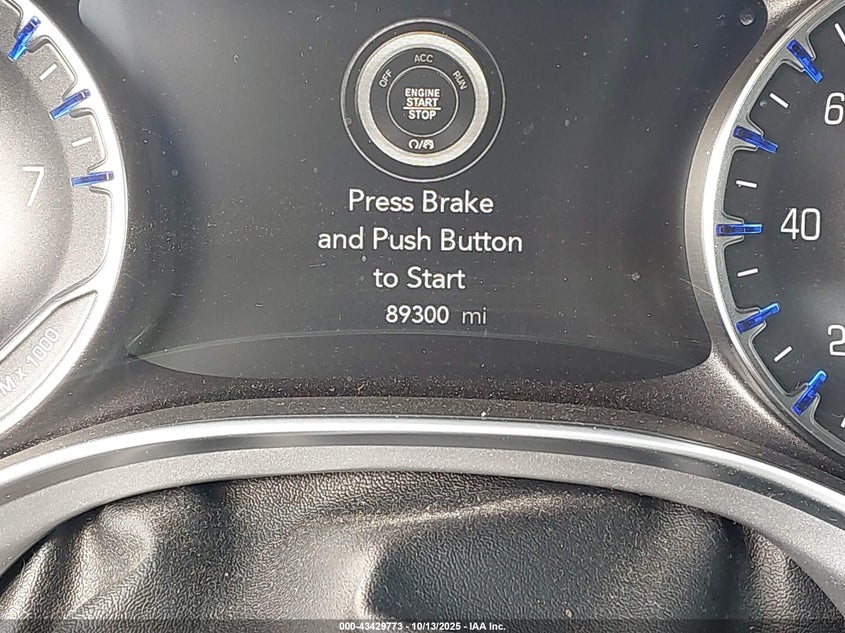 ACC
OFF
RUN
ENGINE
START
STOP
Press Brake
and Push Button
to Start
89300 mi
7
M X 1000
6
40
2
000-43429773 - 10/13/2025 - IAA Inc.